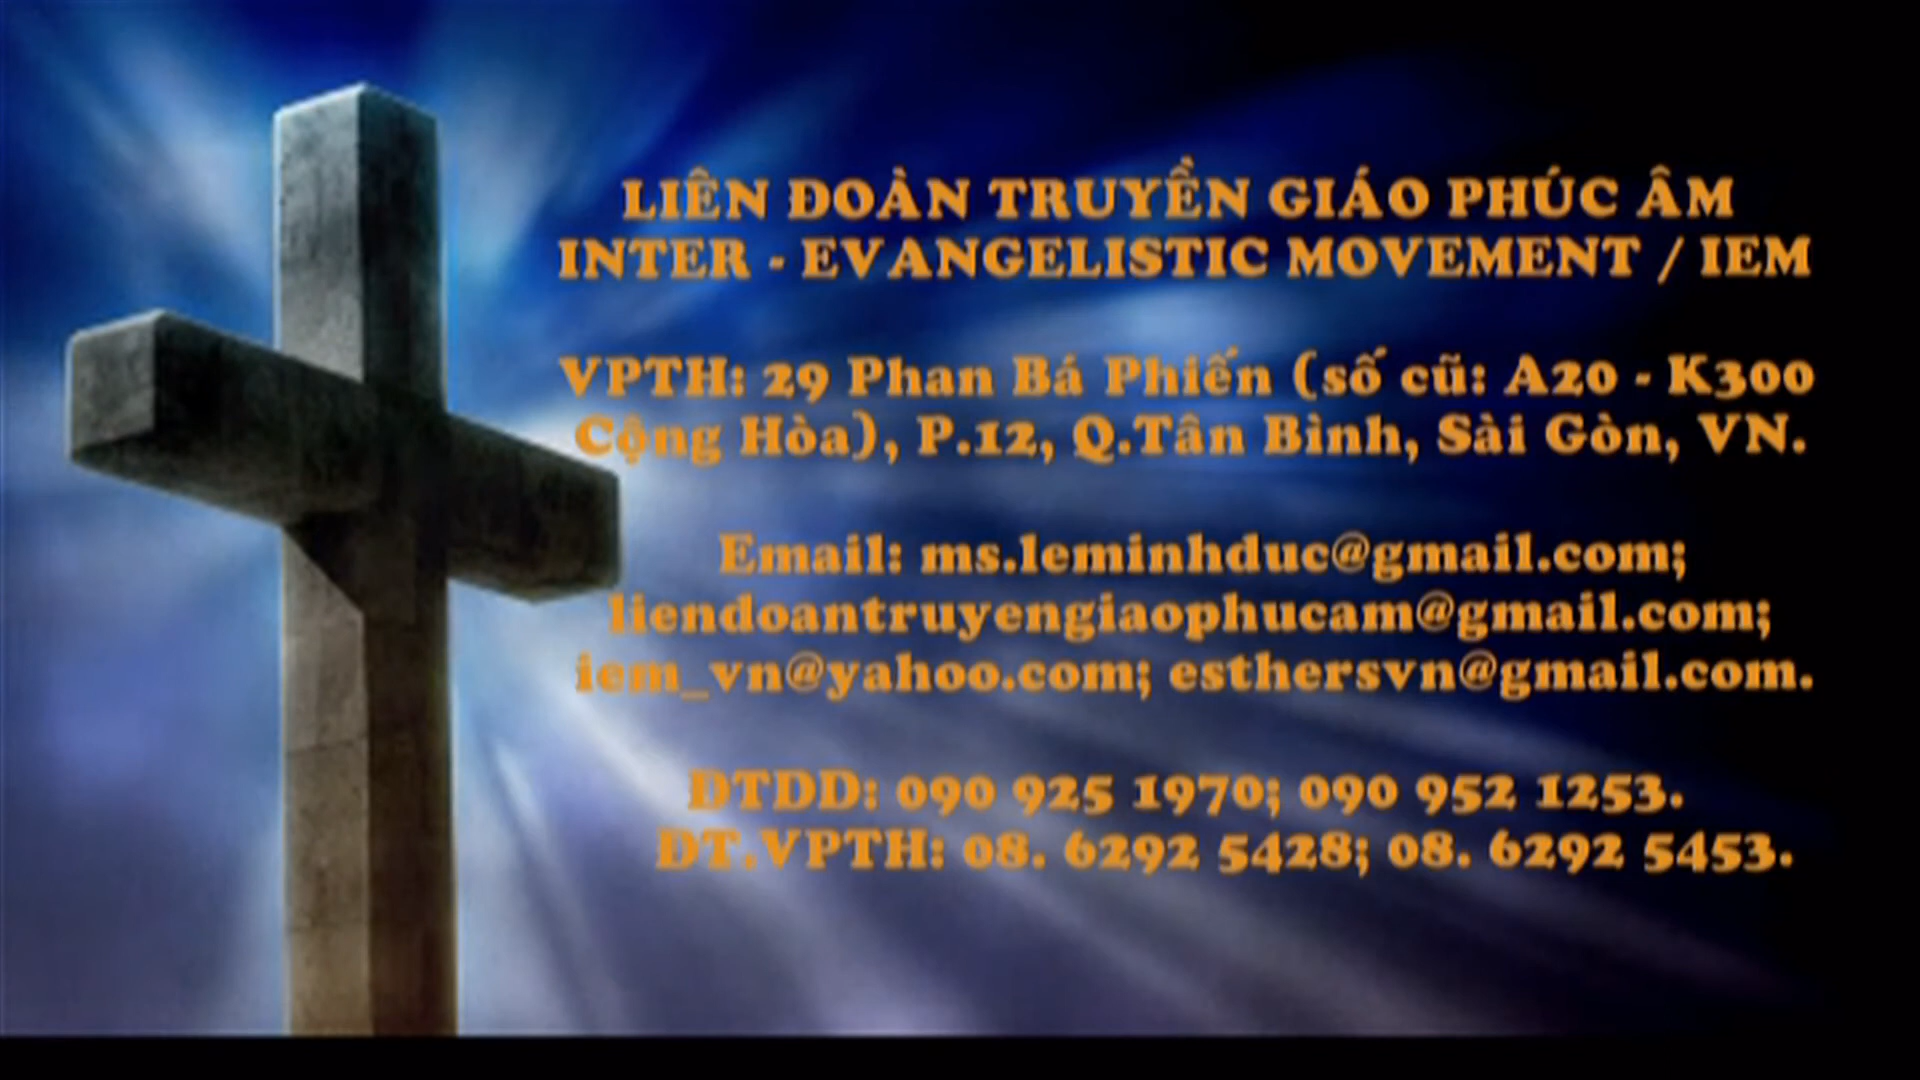 LIÊN ĐOÀN TRUYỀN GIÁO PHÚC ÂM
INTER - EVANGELISTIC MOVEMENT / IEM
VPTH: 29 Phan Bá Phiến (số cũ: A20 - K300
Cộng Hòa), P.12, Q.Tân Bình, Sài Gòn, VN.
Email: ms.leminhduc@gmail.com;
liendoantruyengiaophucam@gmail.com;
iem_vn@yahoo.com; esthersvn@gmail.com.
ĐTDD: 090 925 1970; 090 952 1253.
ĐT.VPTH: 08. 6292 5428; 08. 6292 5453.